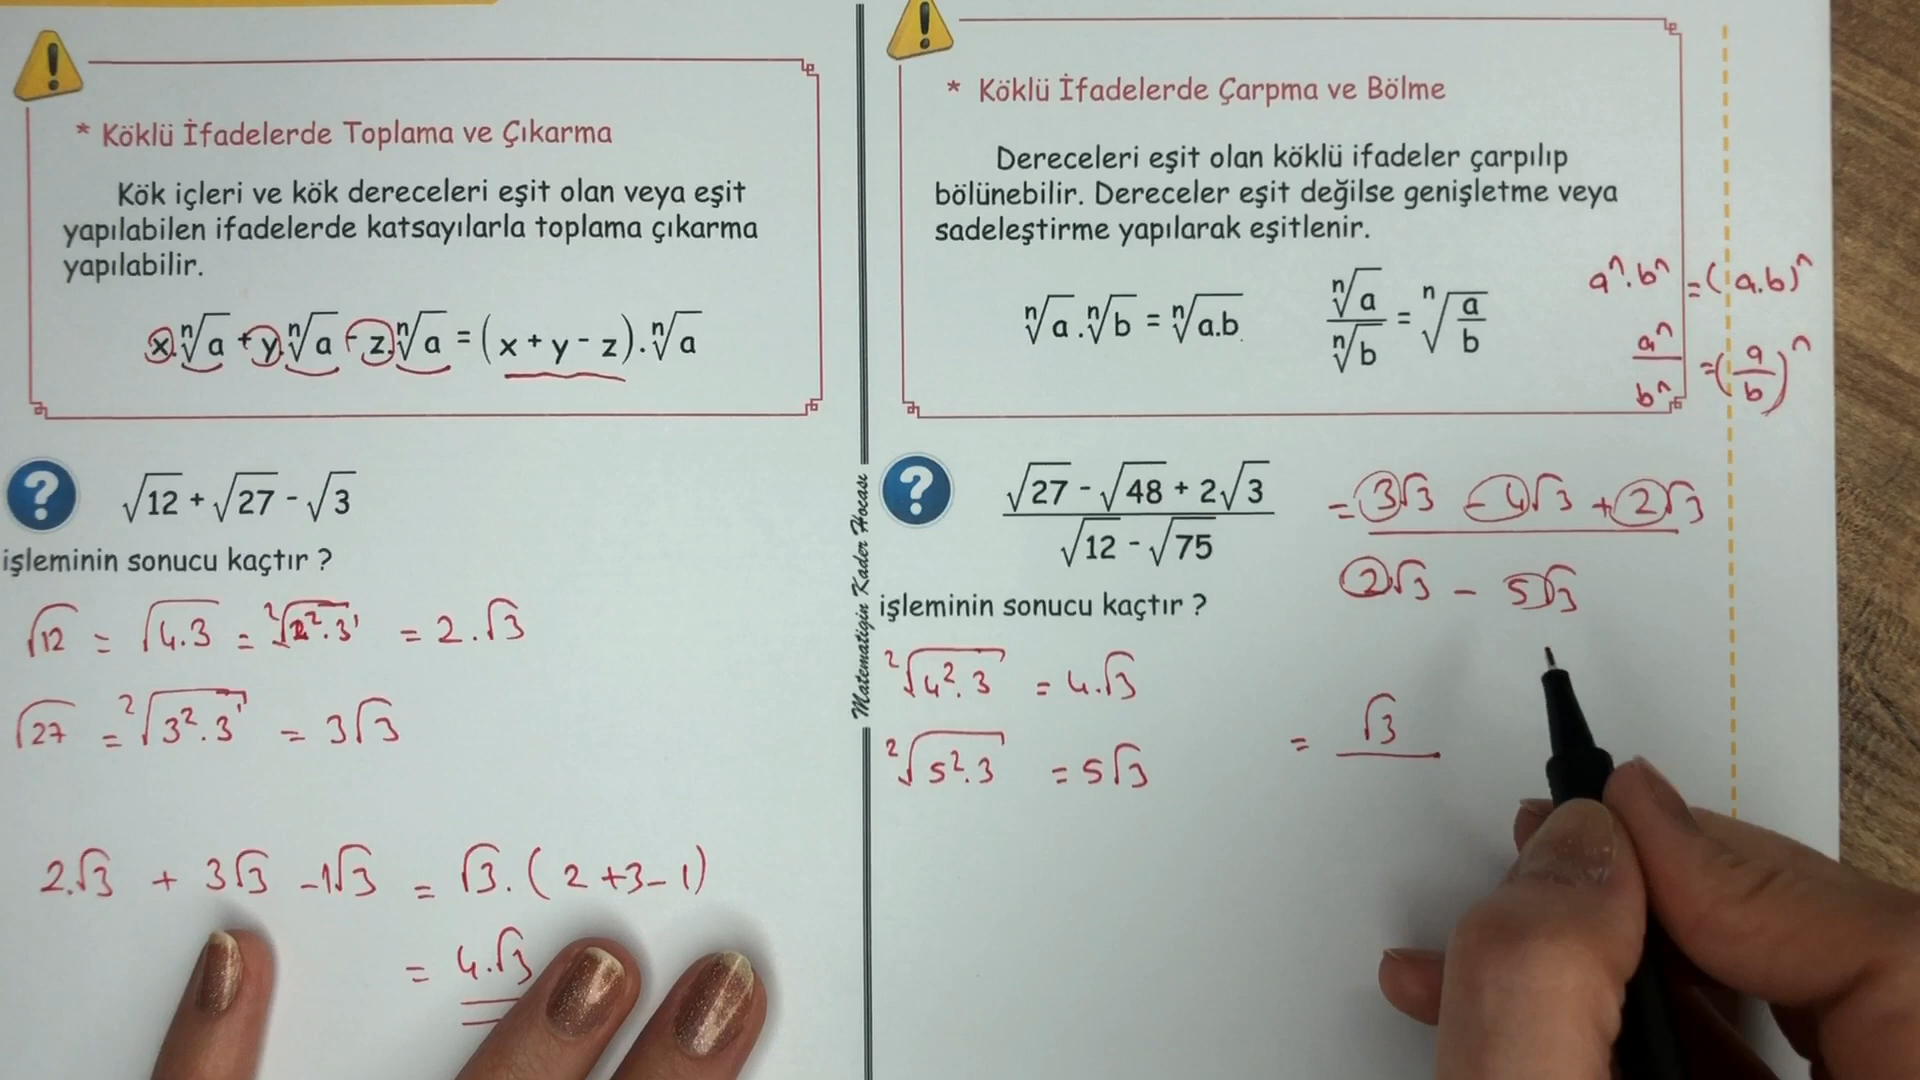 * Köklü İfadelerde Toplama ve Çıkarma
Kök içleri ve kök dereceleri eşit olan veya eşit
yapılabilen ifadelerde katsayılarla toplama çıkarma
yapılabilir.
x.ⁿ√a + y.ⁿ√a - z.ⁿ√a = (x + y - z).ⁿ√a
√12 + √27 - √3
işleminin sonucu kaçtır ?
√12 = √4.3 = ²√2².3¹ = 2.√3
√27 = ²√3².3¹ = 3√3
2.√3 + 3√3 - 1√3 = √3.(2+3-1)
= 4.√3
Matematiğin Kader Hocası
* Köklü İfadelerde Çarpma ve Bölme
Dereceleri eşit olan köklü ifadeler çarpılıp
bölünebilir. Dereceler eşit değilse genişletme veya
sadeleştirme yapılarak eşitlenir.
ⁿ√a.ⁿ√b = ⁿ√a.b ⁿ√a / ⁿ√b = ⁿ√a/b
aⁿ.bⁿ = (a.b)ⁿ
aⁿ / bⁿ = (a/b)ⁿ
√27 - √48 + 2√3 = 3√3 - 4√3 + 2√3
√12 - √75 2√3 - 5√3
işleminin sonucu kaçtır ?
²√4².3 = 4.√3
²√5².3 = 5√3
= √3